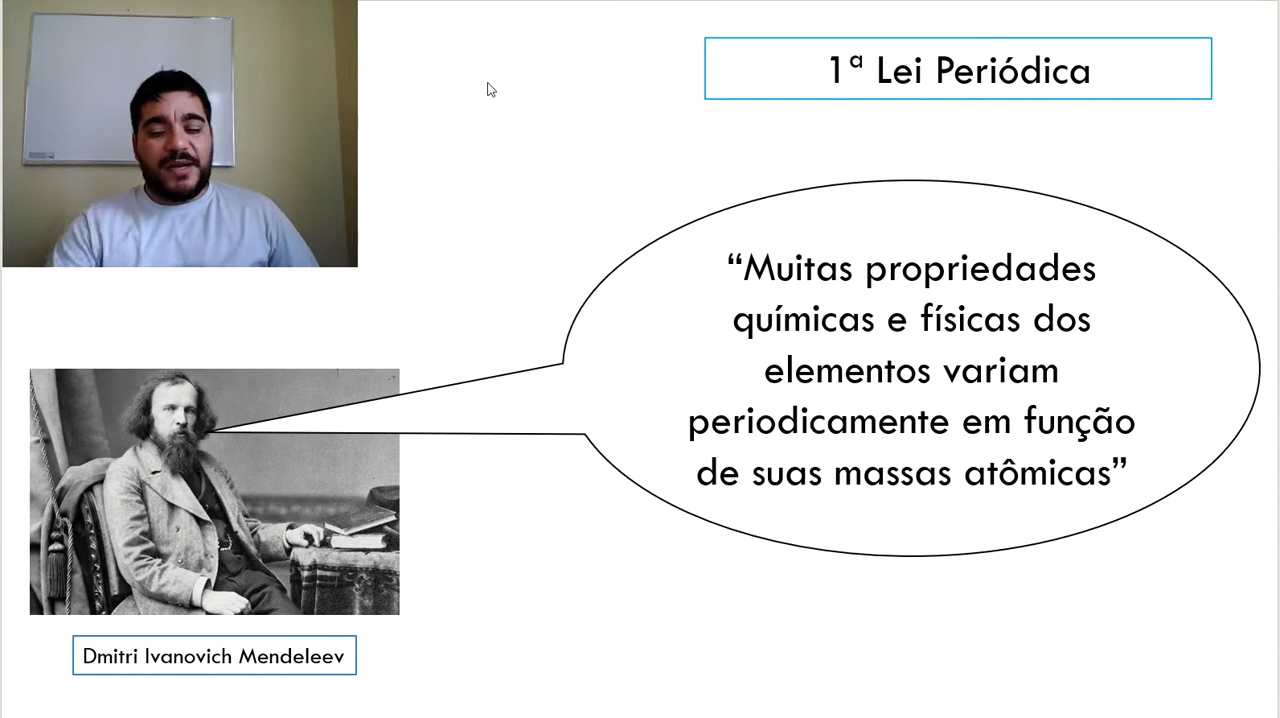 1ª Lei Periódica
“Muitas propriedades
químicas e físicas dos
elementos variam
periodicamente em função
de suas massas atômicas”
Dmitri Ivanovich Mendeleev